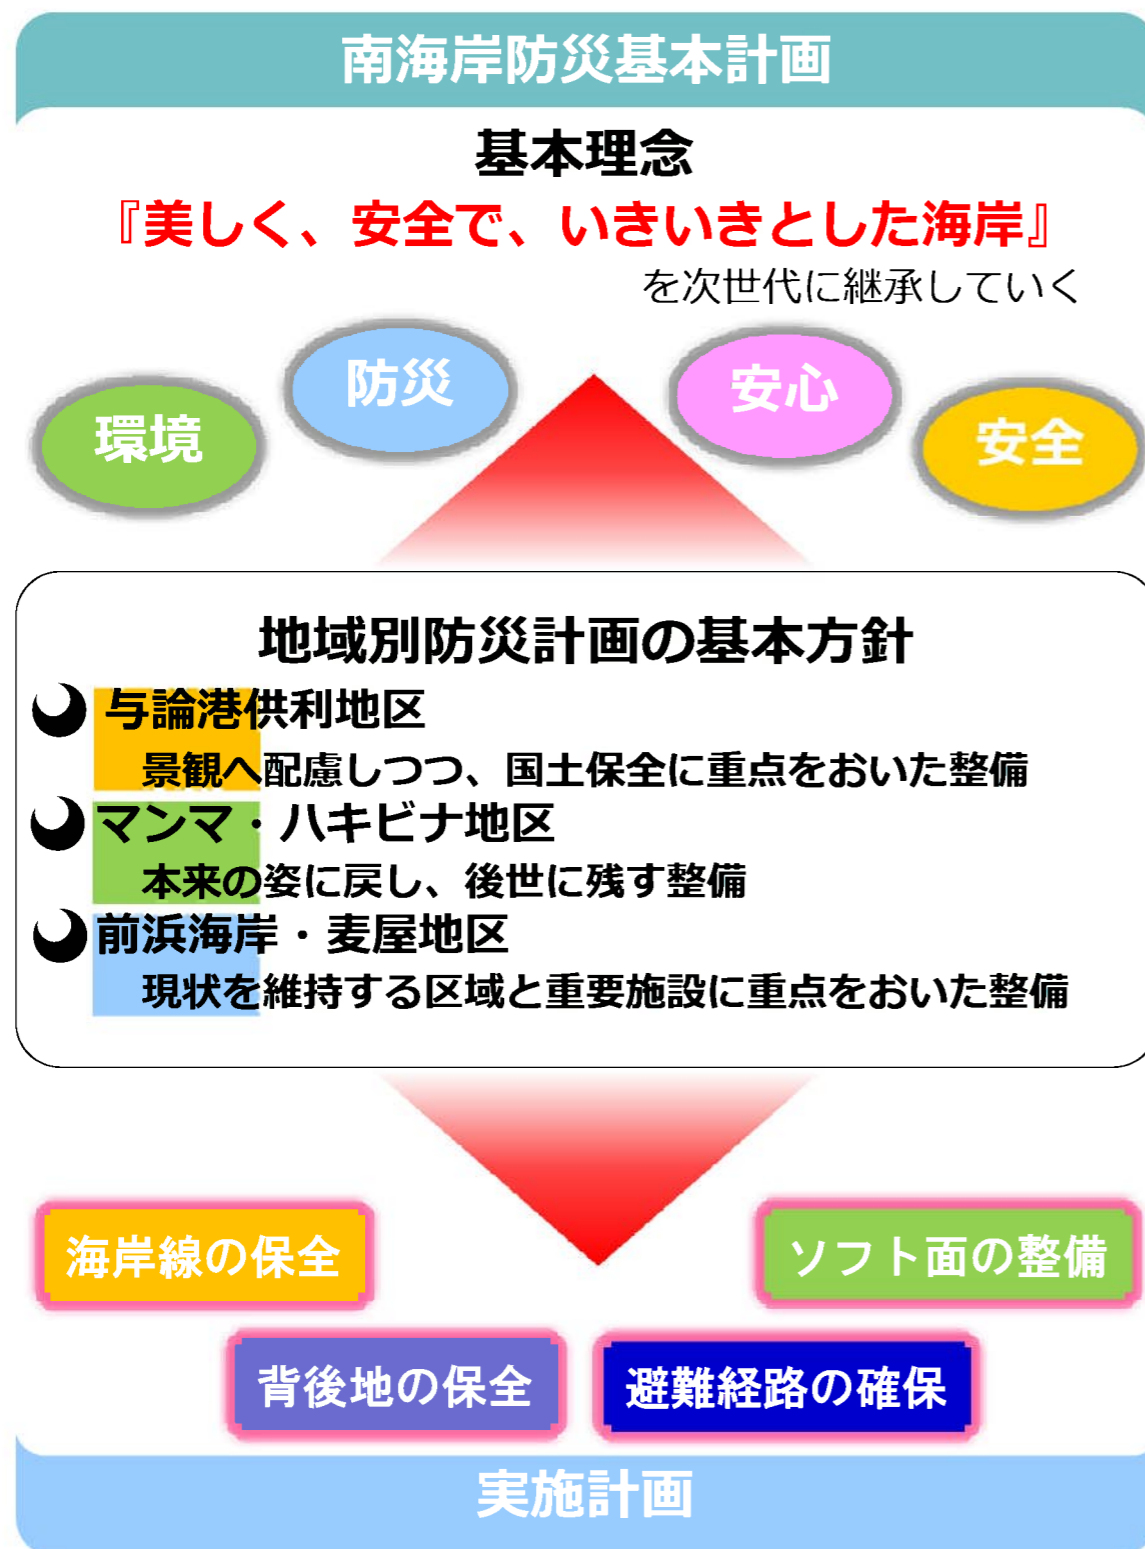 南海岸防災基本計画
基本理念
『美しく、安全で、いきいきとした海岸』
を次世代に継承していく
環境
防災
安心
安全
地域別防災計画の基本方針
与論港供利地区
景観へ配慮しつつ、国土保全に重点をおいた整備
マンマ・ハキビナ地区
本来の姿に戻し、後世に残す整備
前浜海岸・麦屋地区
現状を維持する区域と重要施設に重点をおいた整備
海岸線の保全
ソフト面の整備
背後地の保全
避難経路の確保
実施計画